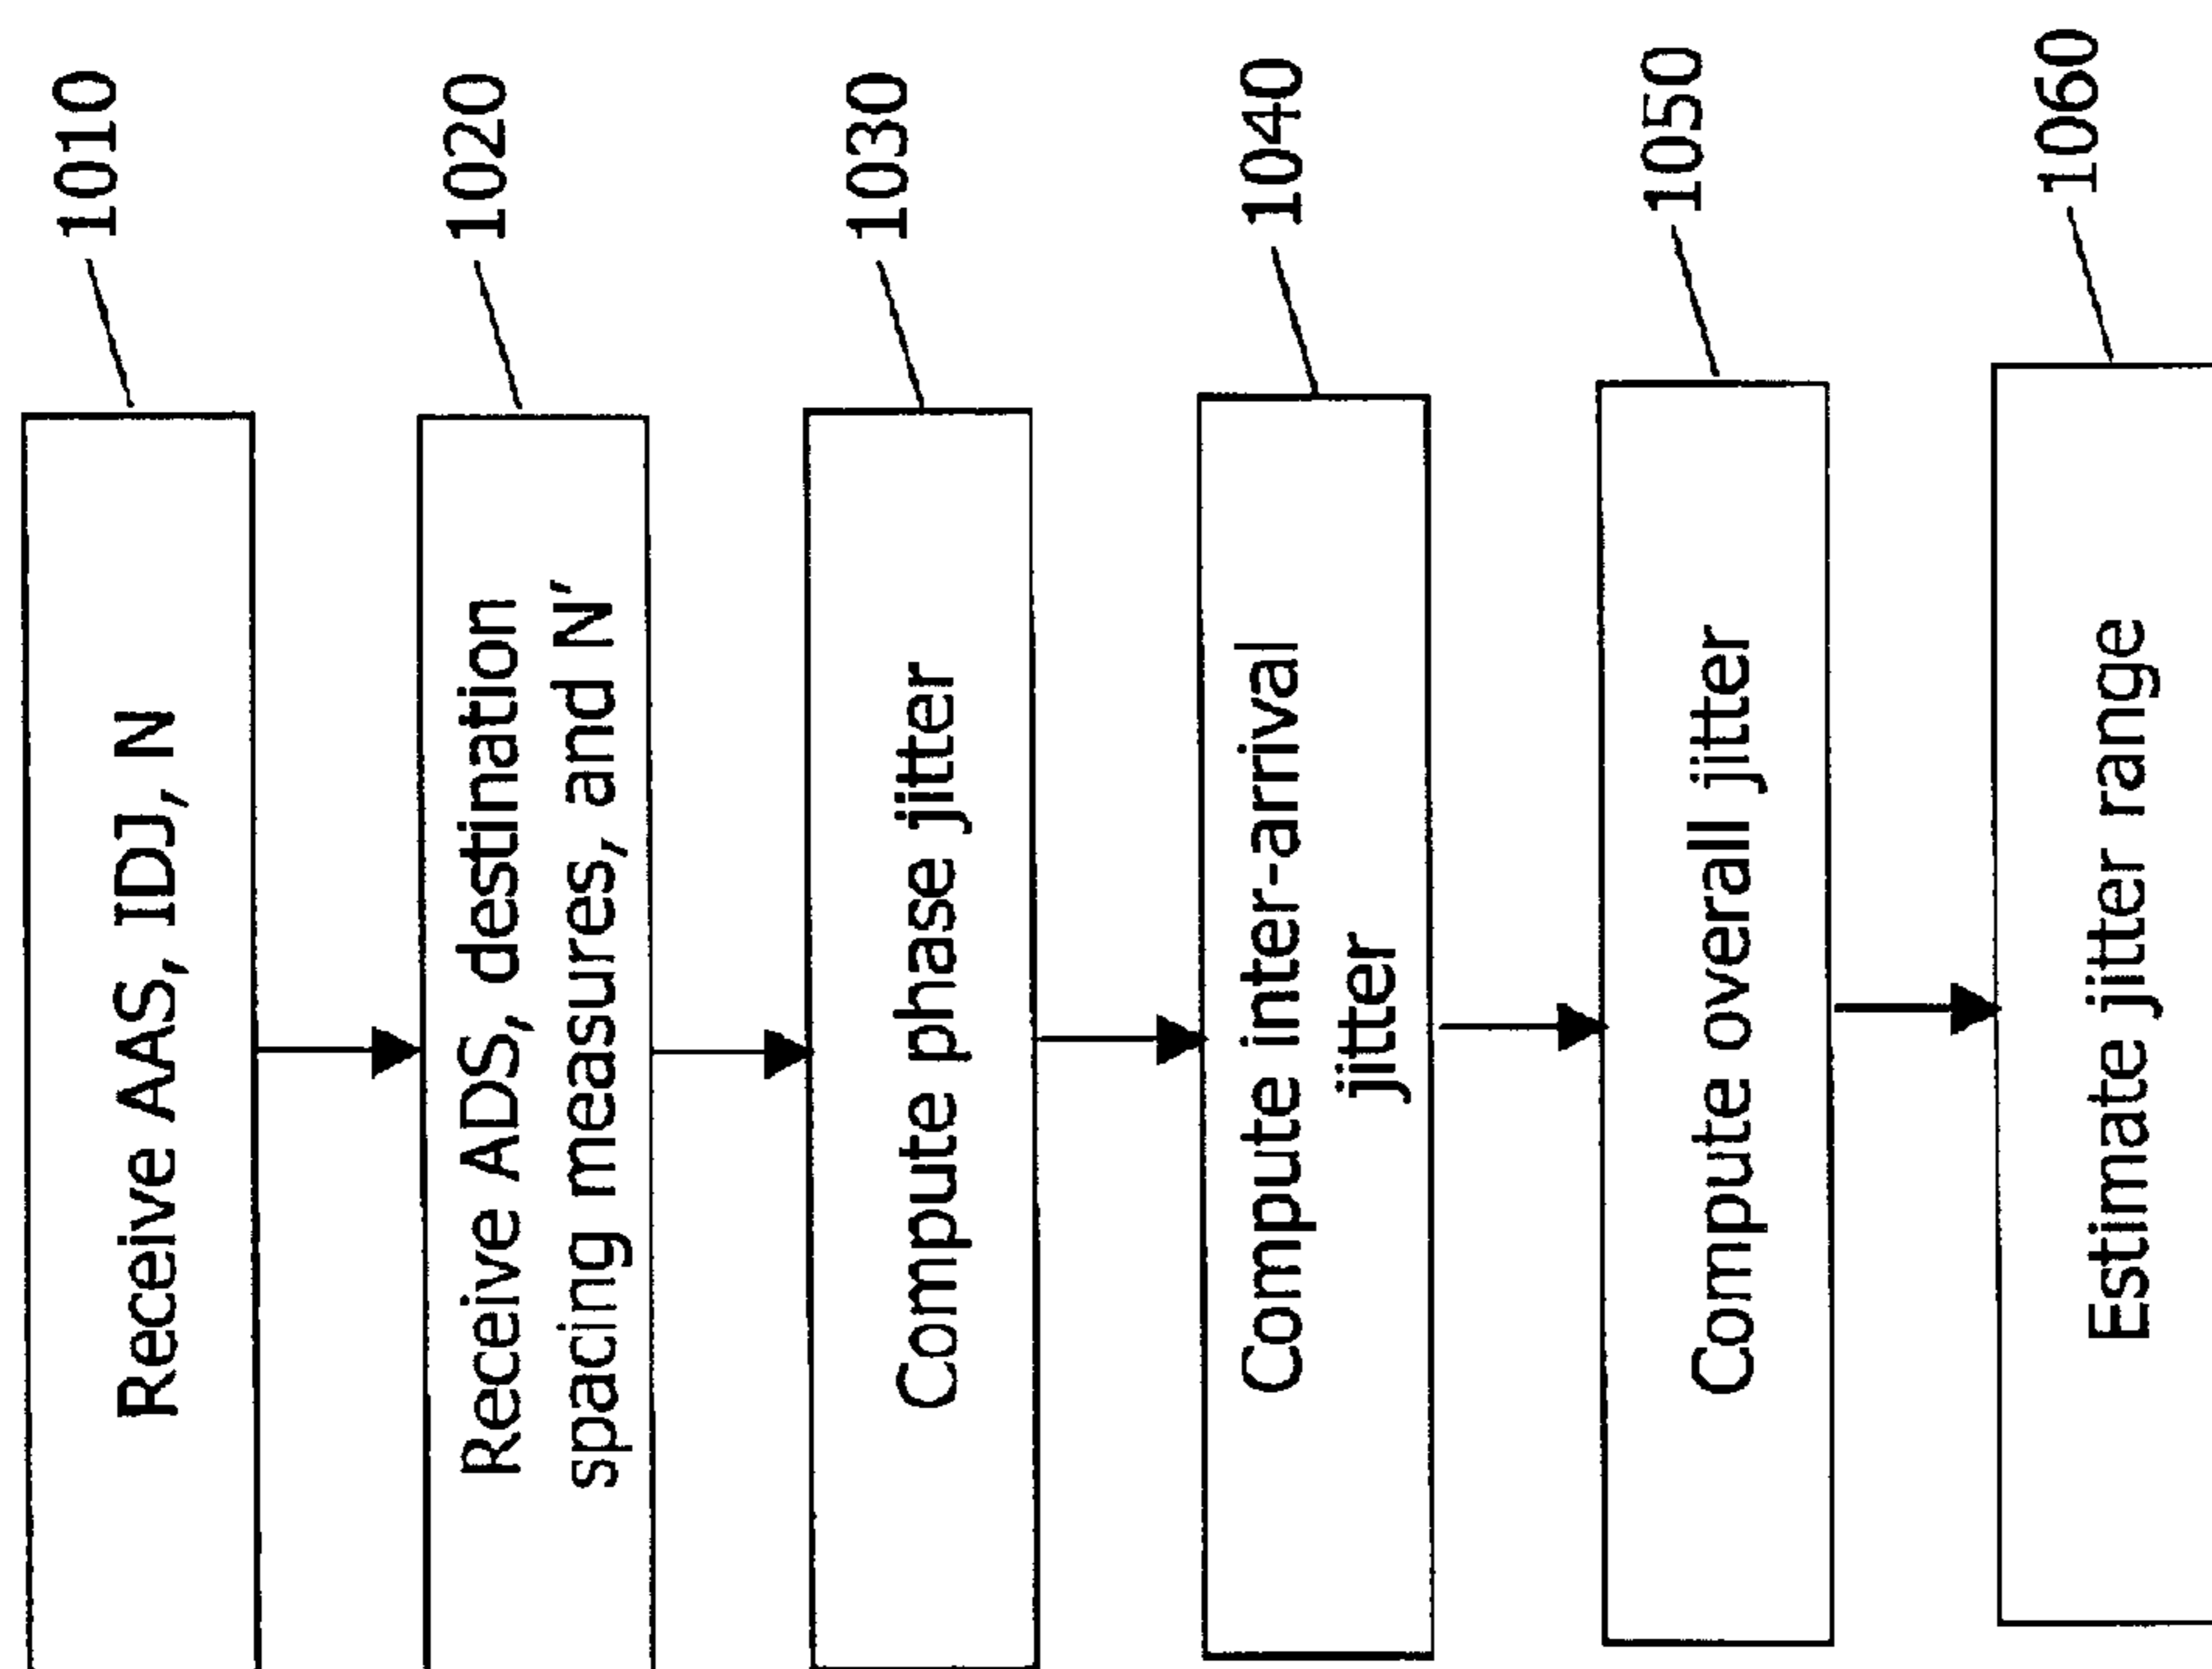 1010
Receive AAS, IDJ, N
1020
Receive ADS, destination
spacing measures, and N'
1030
Compute phase jitter
1040
Compute inter-arrival
jitter
1050
Compute overall jitter
1060
Estimate jitter range